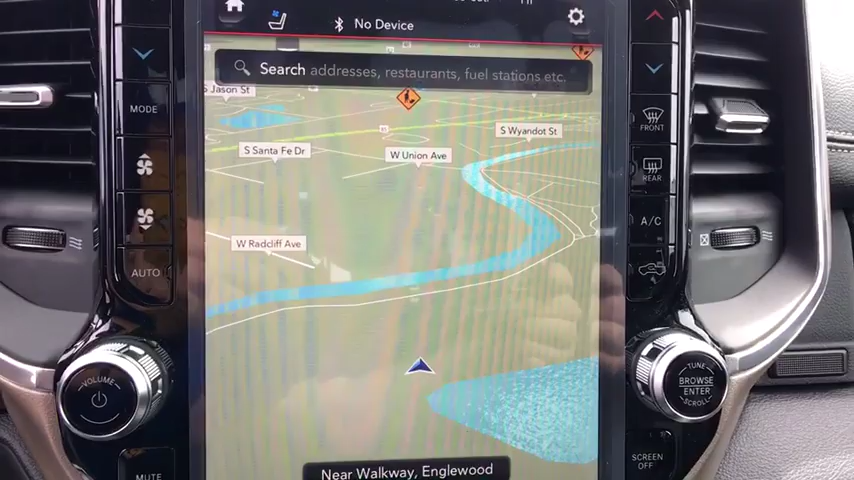 No Device
Search addresses, restaurants, fuel stations etc.
S Jason St
S Wyandot St
S Santa Fe Dr
W Union Ave
W Radcliff Ave
Near Walkway, Englewood
MODE
AUTO
VOLUME
MUTE
FRONT
REAR
A/C
TUNE
BROWSE
ENTER
SCROLL
SCREEN
OFF